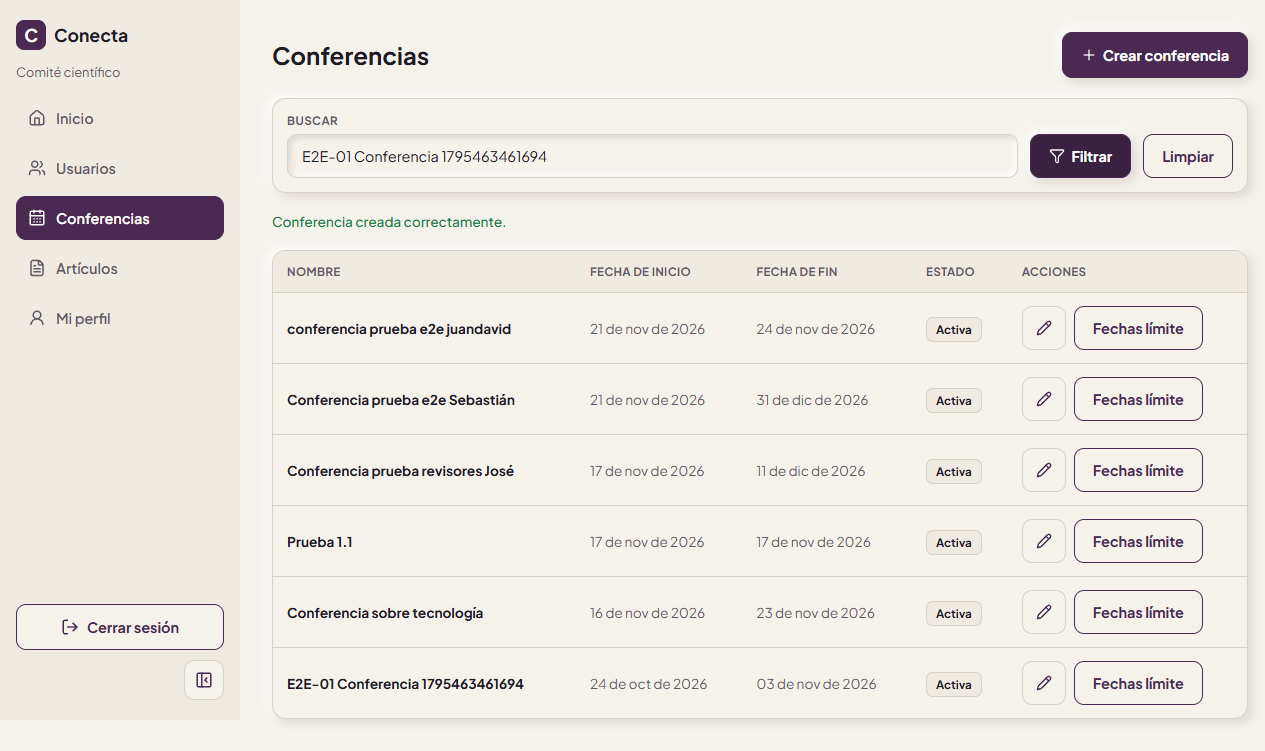 C Conecta
Comité científico
Inicio
Usuarios
Conferencias
Artículos
Mi perfil
Cerrar sesión
Conferencias
+ Crear conferencia
BUSCAR
E2E-01 Conferencia 1795463461694
Filtrar
Limpiar
Conferencia creada correctamente.
NOMBRE FECHA DE INICIO FECHA DE FIN ESTADO ACCIONES
conferencia prueba e2e juandavid 21 de nov de 2026 24 de nov de 2026 Activa Fechas límite
Conferencia prueba e2e Sebastián 21 de nov de 2026 31 de dic de 2026 Activa Fechas límite
Conferencia prueba revisores José 17 de nov de 2026 11 de dic de 2026 Activa Fechas límite
Prueba 1.1 17 de nov de 2026 17 de nov de 2026 Activa Fechas límite
Conferencia sobre tecnología 16 de nov de 2026 23 de nov de 2026 Activa Fechas límite
E2E-01 Conferencia 1795463461694 24 de oct de 2026 03 de nov de 2026 Activa Fechas límite